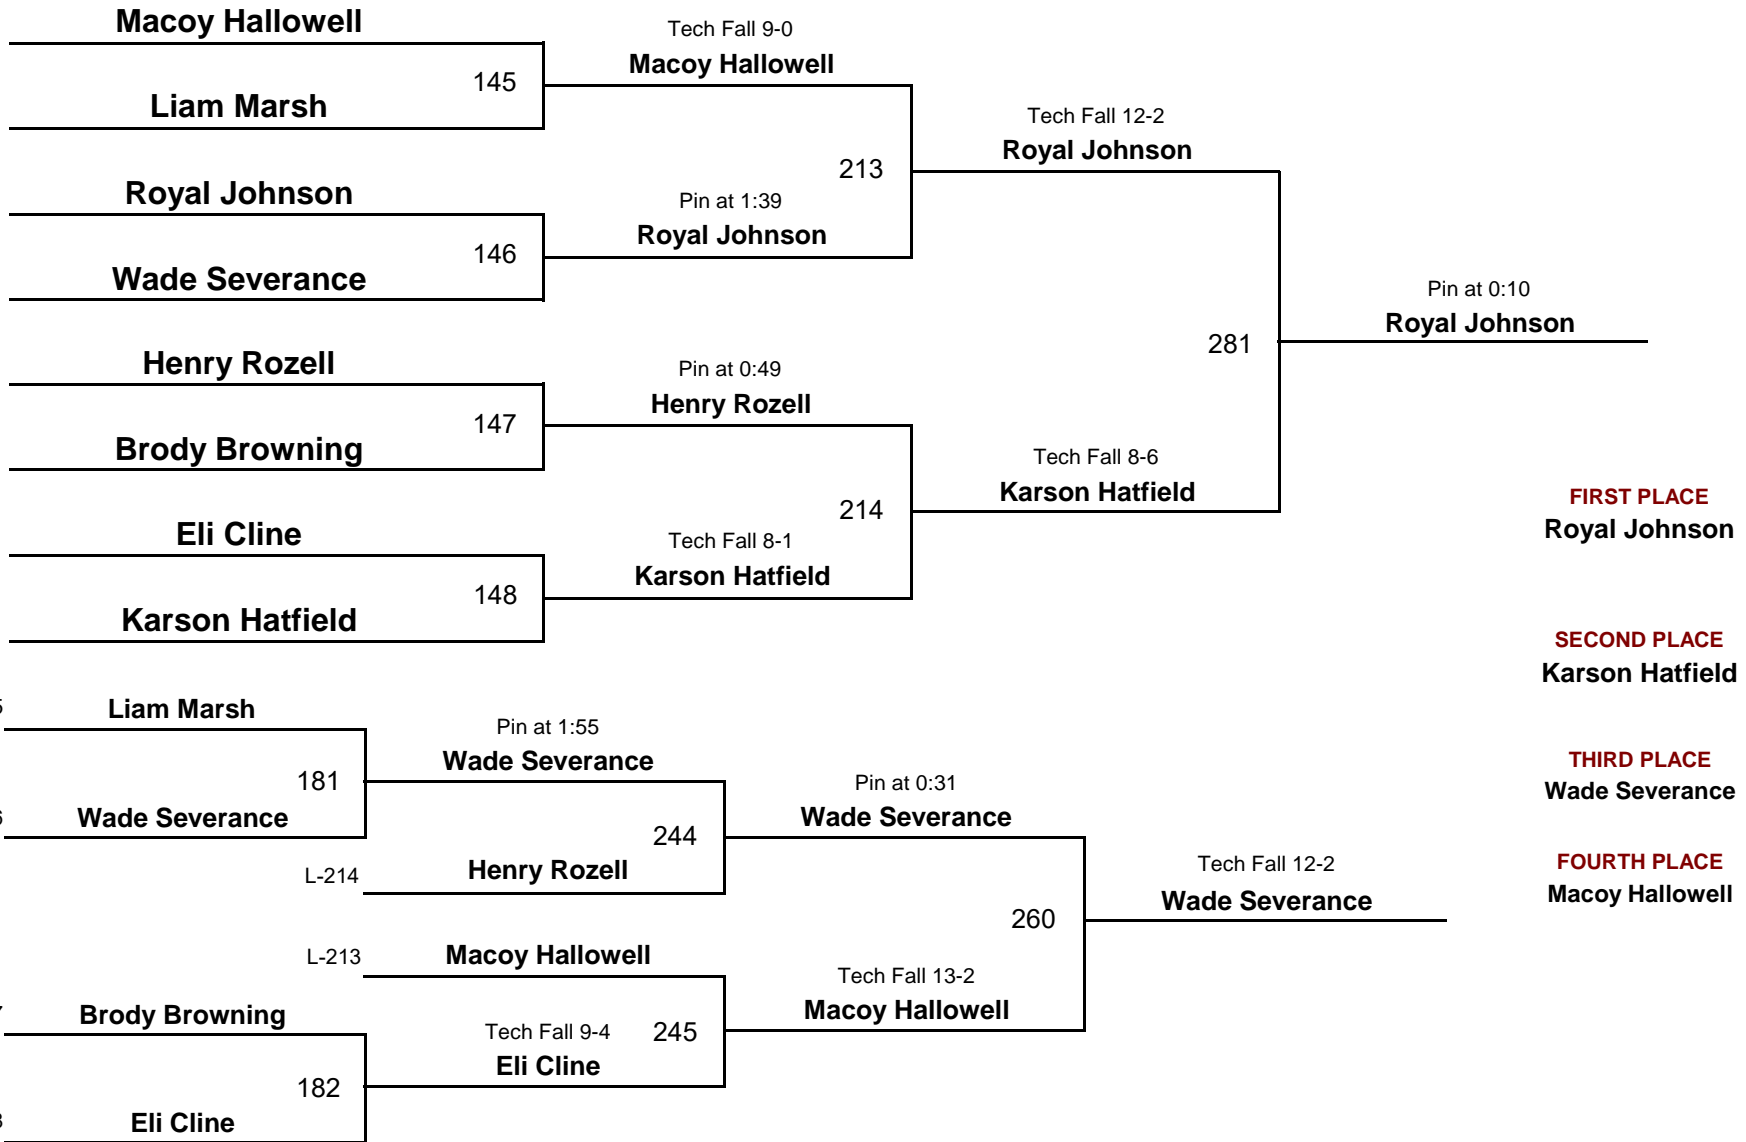 Macoy Hallowell
145
Liam Marsh
Royal Johnson
146
Wade Severance
Henry Rozell
147
Brody Browning
Eli Cline
148
Karson Hatfield
Tech Fall 9-0
Macoy Hallowell
213
Pin at 1:39
Royal Johnson
Pin at 0:49
Henry Rozell
214
Tech Fall 8-1
Karson Hatfield
Tech Fall 12-2
Royal Johnson
281
Tech Fall 8-6
Karson Hatfield
Pin at 0:10
Royal Johnson
FIRST PLACE
Royal Johnson
SECOND PLACE
Karson Hatfield
THIRD PLACE
Wade Severance
FOURTH PLACE
Macoy Hallowell
Liam Marsh
181
Wade Severance
Brody Browning
182
Eli Cline
Pin at 1:55
Wade Severance
244
L-214 Henry Rozell
L-213 Macoy Hallowell
245
Tech Fall 9-4
Eli Cline
Pin at 0:31
Wade Severance
260
Tech Fall 13-2
Macoy Hallowell
Tech Fall 12-2
Wade Severance